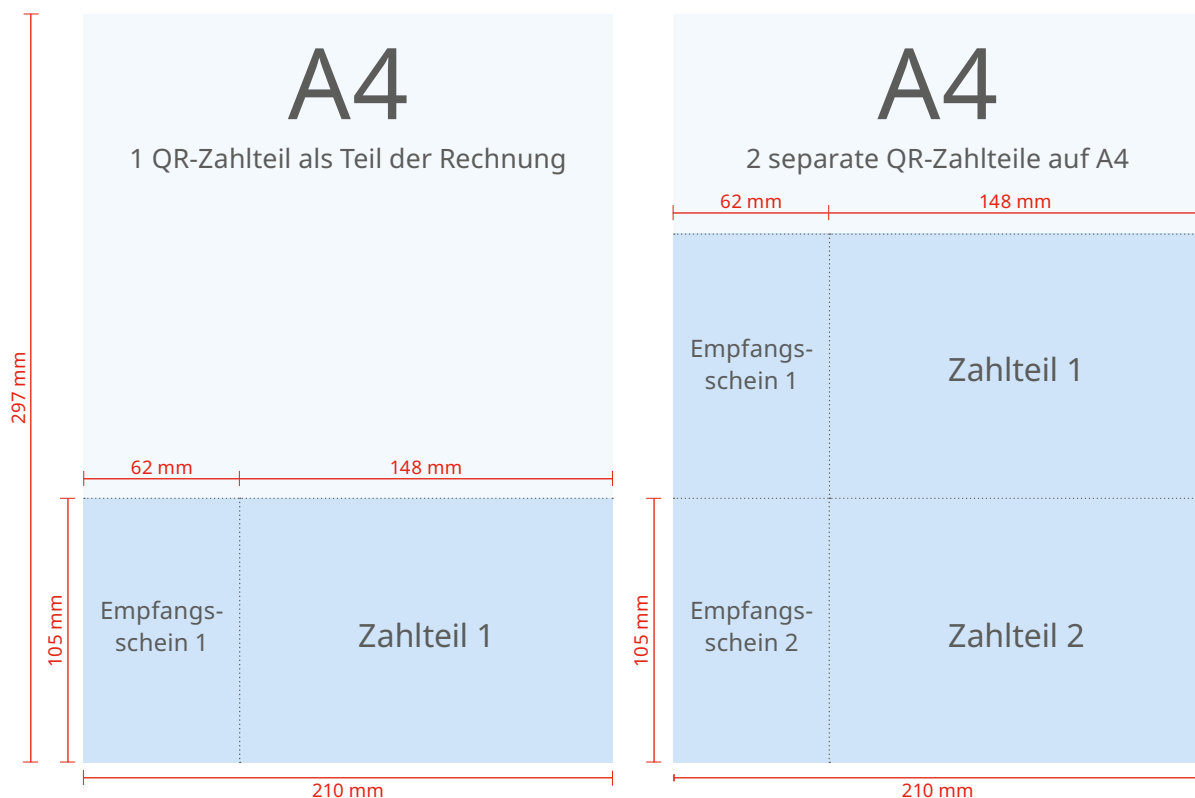 A4
1 QR-Zahlteil als Teil der Rechnung
297 mm
62 mm
148 mm
105 mm
Empfangs-
schein 1
Zahlteil 1
210 mm
A4
2 separate QR-Zahlteile auf A4
62 mm
148 mm
Empfangs-
schein 1
Zahlteil 1
105 mm
Empfangs-
schein 2
Zahlteil 2
210 mm